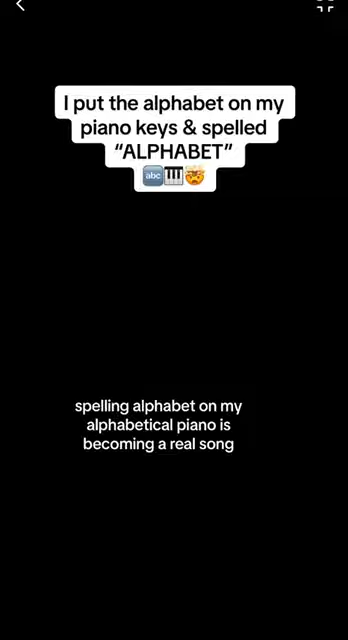 I put the alphabet on my
piano keys & spelled
“ALPHABET”
🔤🎹🤯
spelling alphabet on my
alphabetical piano is
becoming a real song